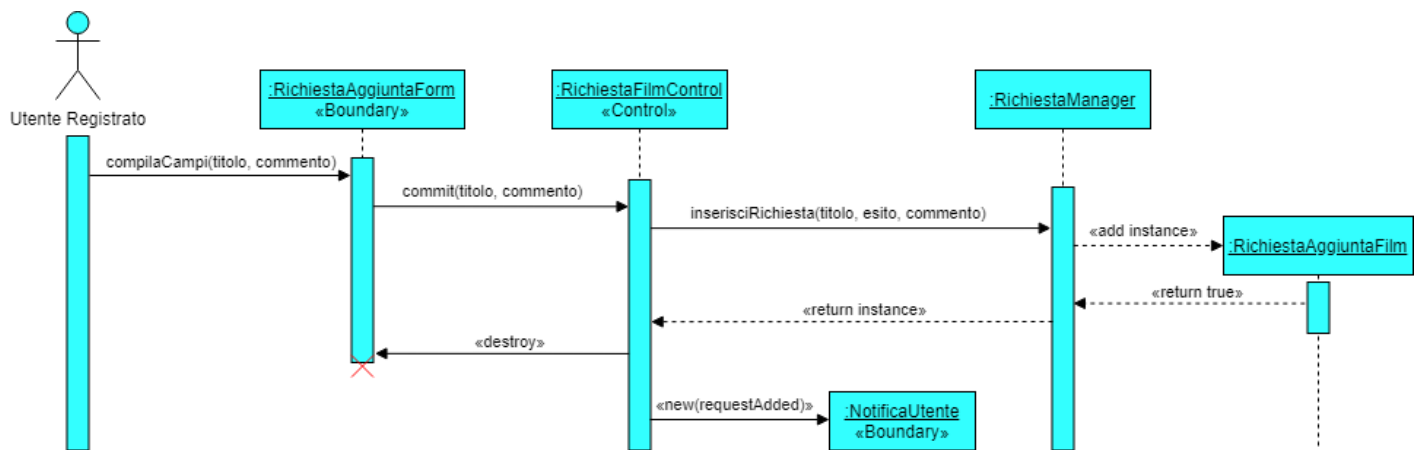 Utente Registrato
:RichiestaAggiuntaForm
«Boundary»
:RichiestaFilmControl
«Control»
:RichiestaManager
compilaCampi(titolo, commento)
commit(titolo, commento)
inserisciRichiesta(titolo, esito, commento)
«add instance»
:RichiestaAggiuntaFilm
«return true»
«return instance»
«destroy»
«new(requestAdded)»
:NotificaUtente
«Boundary»